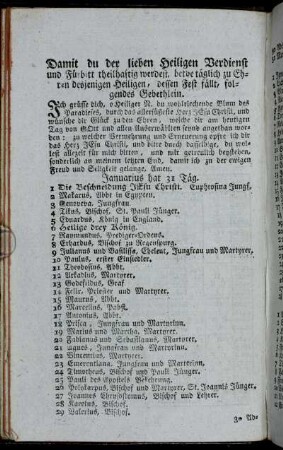 Damit du der lieben Heiligen Verdienst
und Fürbitt theilhaftig werdest, bethe täglich zu Eh-
ren desjenigen Heiligen, dessen Fest fällt, fol-
gendes Gebethlein.
Ich grüsse dich, o Heiliger N. du wohlriechende Blum des
Paradieses, durch das allersüsseste Herz JEsu Christi, und
wünsche dir Glück zu den Ehren, welche dir am heutigen
Tag von GOtt und allen Auserwählten seynd angethan wor-
den: zu welcher Vermehrung und Erneuerung opfre ich dir
das Herz JEsu Christi, und bitte durch dasselbige, du wol-
lest allezeit für mich bitten, und mir getreulich beystehen,
sonderlich an meinem letzten End, damit ich zu der ewigen
Freud und Seligkeit gelange. Amen.
Januarius hat 31 Täg.
1 Die Beschneidung JEsu Christi. Euphrosina Jungf.
2 Makarius, Abbt in Egypten.
3 Genoveva, Jungfrau
4 Titus, Bischof, St. Pauli Jünger.
5 Eduardus, König in England.
6 Heilige drey König.
7 Raymundus, Prediger-Ordens.
8 Erhardus, Bischof zu Regenspurg.
9 Julianus und Basilissa, Eheleut, Jungfrau und Martyrer,
10 Paulus, erster Einsiedler.
11 Theodosius, Abbt.
12 Arkadius, Martyrer.
13 Godefridus, Graf
14 Felix, Priester und Martyrer.
15 Maurus, Abbt.
16 Marcellus, Pabst.
17 Antonius, Abbt.
18 Prisca, Jungfrau und Martyrinn.
19 Marius und Martha, Martyrer.
20 Fabianus und Sebastianus, Martyrer.
21 Agnes, Jungfrau und Martyrinn.
22 Vincentius, Martyrer.
23 Emerentiana, Jungfrau und Martyrinn.
24 Timotheus, Bischof und Pauli Jünger.
25 Pauli des Apostels Bekehrung.
26 Polykarpus, Bischof und Martyrer, St. Joannis Jünger,
27 Joannes Chrysostomus, Bischof und Lehrer.
28 Karolus, Bischof.
29 Valerius, Bischof.